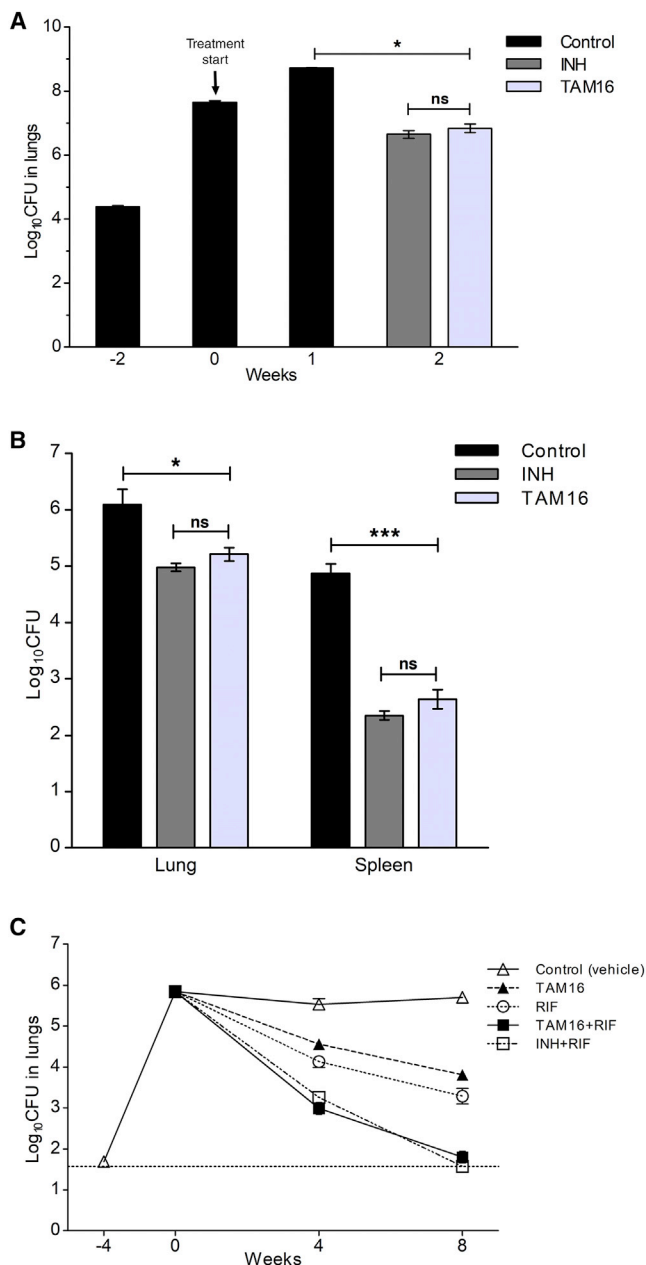 A
Log10CFU in lungs
10
8
6
4
2
0
Treatment
start
*
ns
Control
INH
TAM16
-2
0
1
2
Weeks
B
Log10CFU
7
6
5
4
3
2
1
0
*
ns
***
ns
Control
INH
TAM16
Lung
Spleen
C
Log10CFU in lungs
7
6
5
4
3
2
1
0
Control (vehicle)
TAM16
RIF
TAM16+RIF
INH+RIF
-4
0
4
8
Weeks